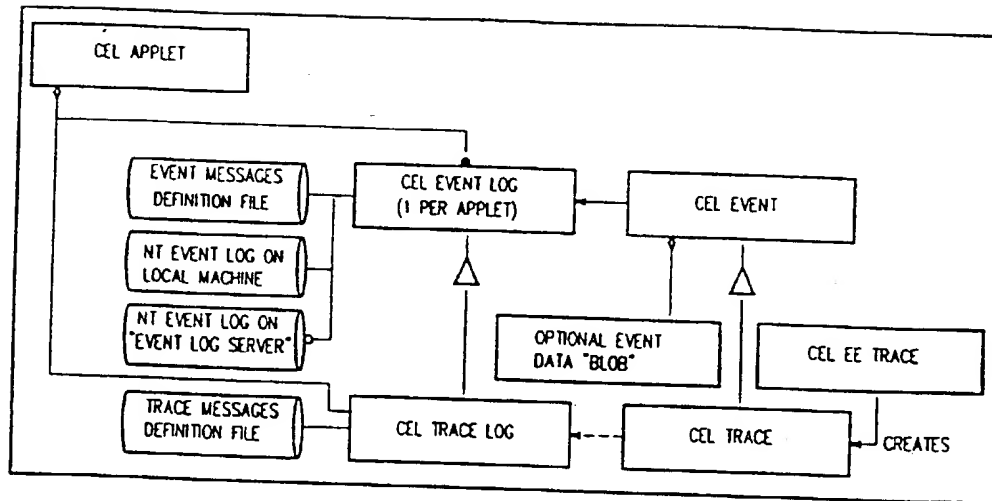 CEL APPLET
EVENT MESSAGES
DEFINITION FILE
CEL EVENT LOG
(1 PER APPLET)
CEL EVENT
NT EVENT LOG ON
LOCAL MACHINE
NT EVENT LOG ON
"EVENT LOG SERVER"
OPTIONAL EVENT
DATA "BLOB"
CEL EE TRACE
TRACE MESSAGES
DEFINITION FILE
CEL TRACE LOG
CEL TRACE
CREATES